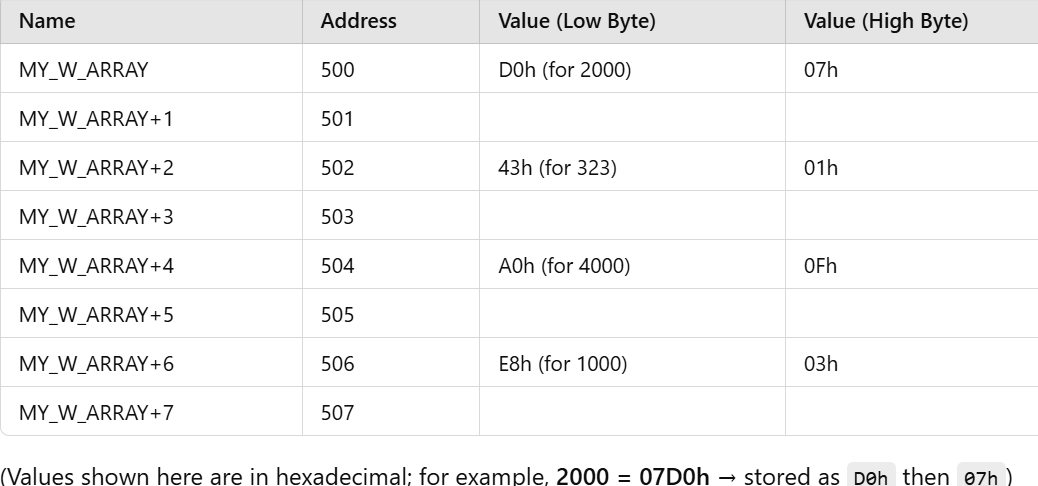 Name Address Value (Low Byte) Value (High Byte)
MY_W_ARRAY 500 D0h (for 2000) 07h
MY_W_ARRAY+1 501
MY_W_ARRAY+2 502 43h (for 323) 01h
MY_W_ARRAY+3 503
MY_W_ARRAY+4 504 A0h (for 4000) 0Fh
MY_W_ARRAY+5 505
MY_W_ARRAY+6 506 E8h (for 1000) 03h
MY_W_ARRAY+7 507
(Values shown here are in hexadecimal; for example, 2000 = 07D0h → stored as D0h then 07h)